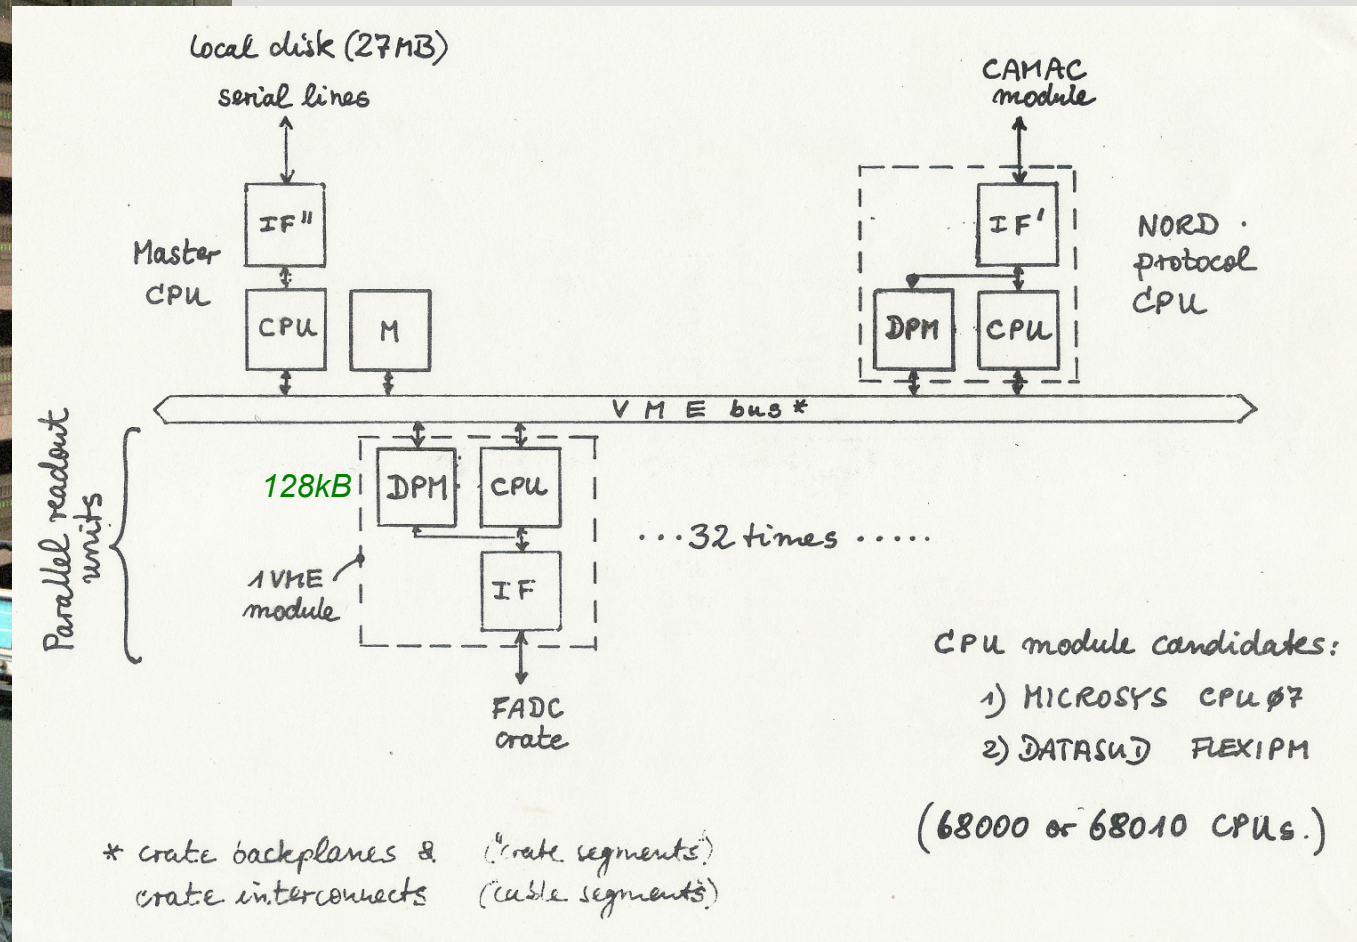 local disk (27MB)
serial lines
CAMAC
module
IF"
IF'
Master
CPU
NORD
protocol
CPU
CPU
M
DPM
CPU
VME bus*
Parallel readout
units
128kB
DPM
CPU
...32 times .....
1 VME
module
IF
FADC
crate
CPU module candidates:
1) MICROSYS CPU07
2) DATASUD FLEXIPM
(68000 or 68010 CPUs.)
* crate backplanes & ("crate segments")
crate interconnects (cable segments)